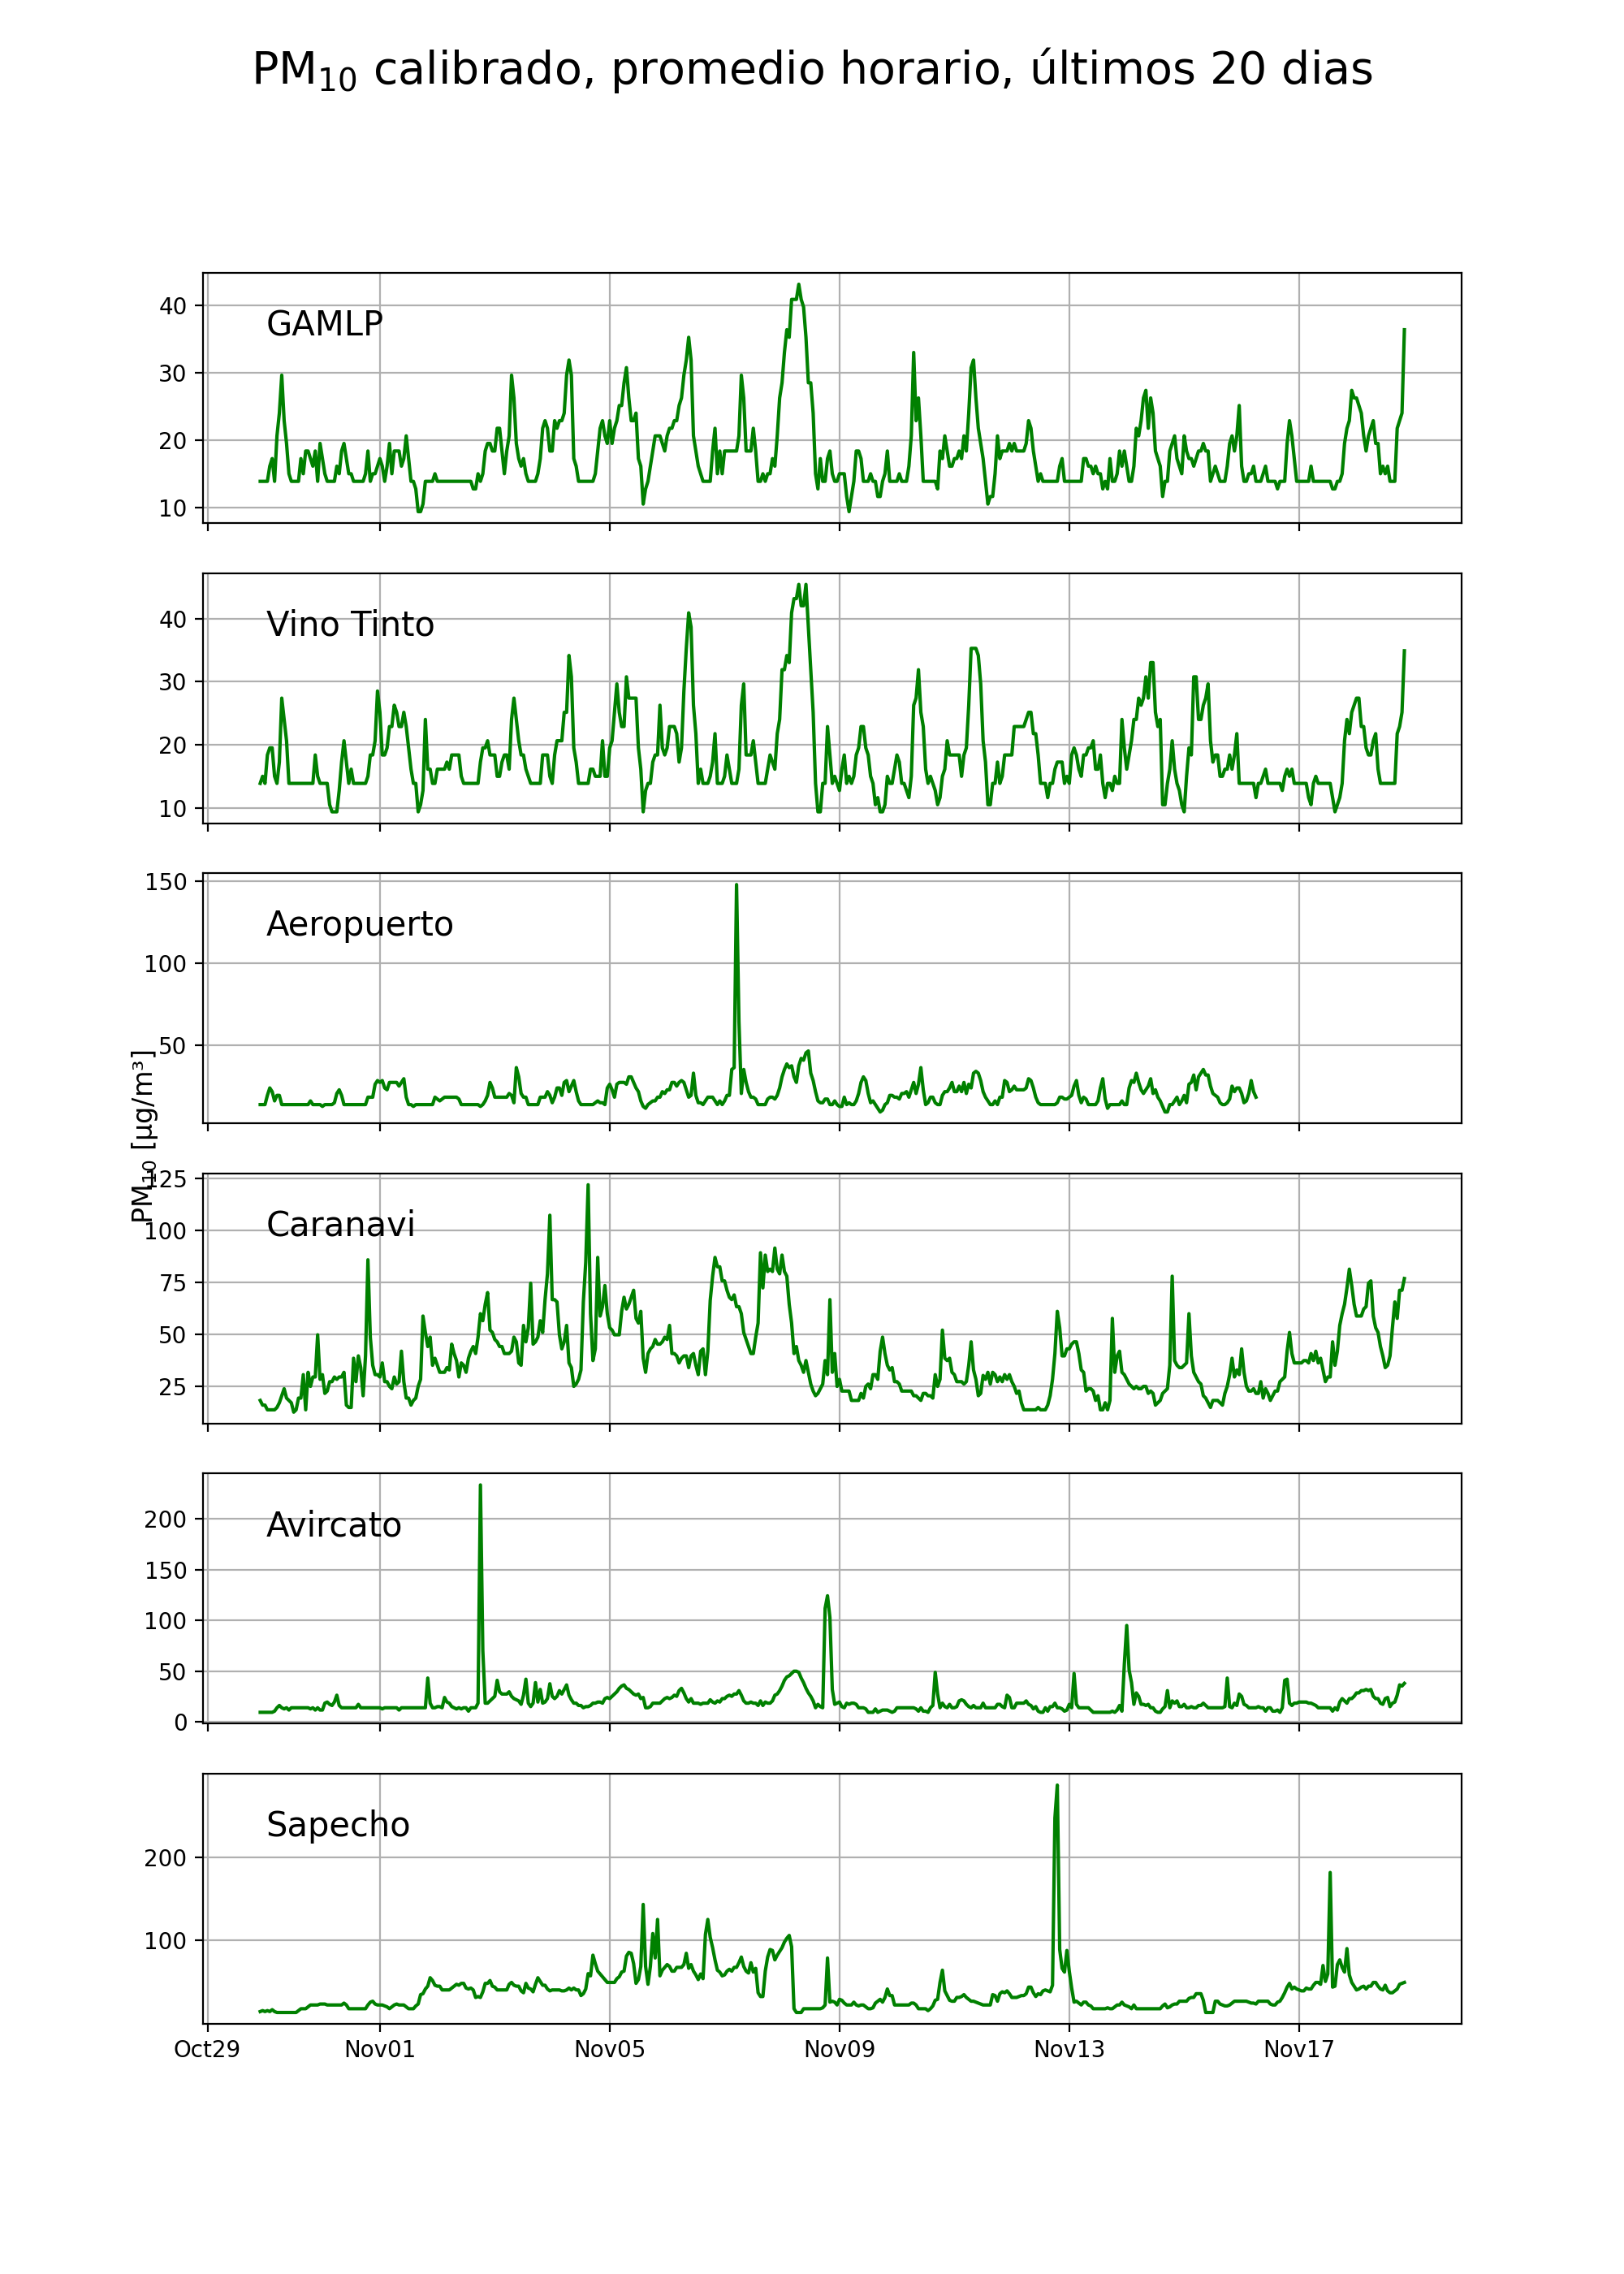 PM₁₀ calibrado, promedio horario, últimos 20 dias
GAMLP
40
30
20
10
Vino Tinto
40
30
20
10
Aeropuerto
150
100
50
PM₁₀ [µg/m³]
Caranavi
125
100
75
50
25
Avircato
200
150
100
50
0
Sapecho
200
100
Oct29 Nov01 Nov05 Nov09 Nov13 Nov17